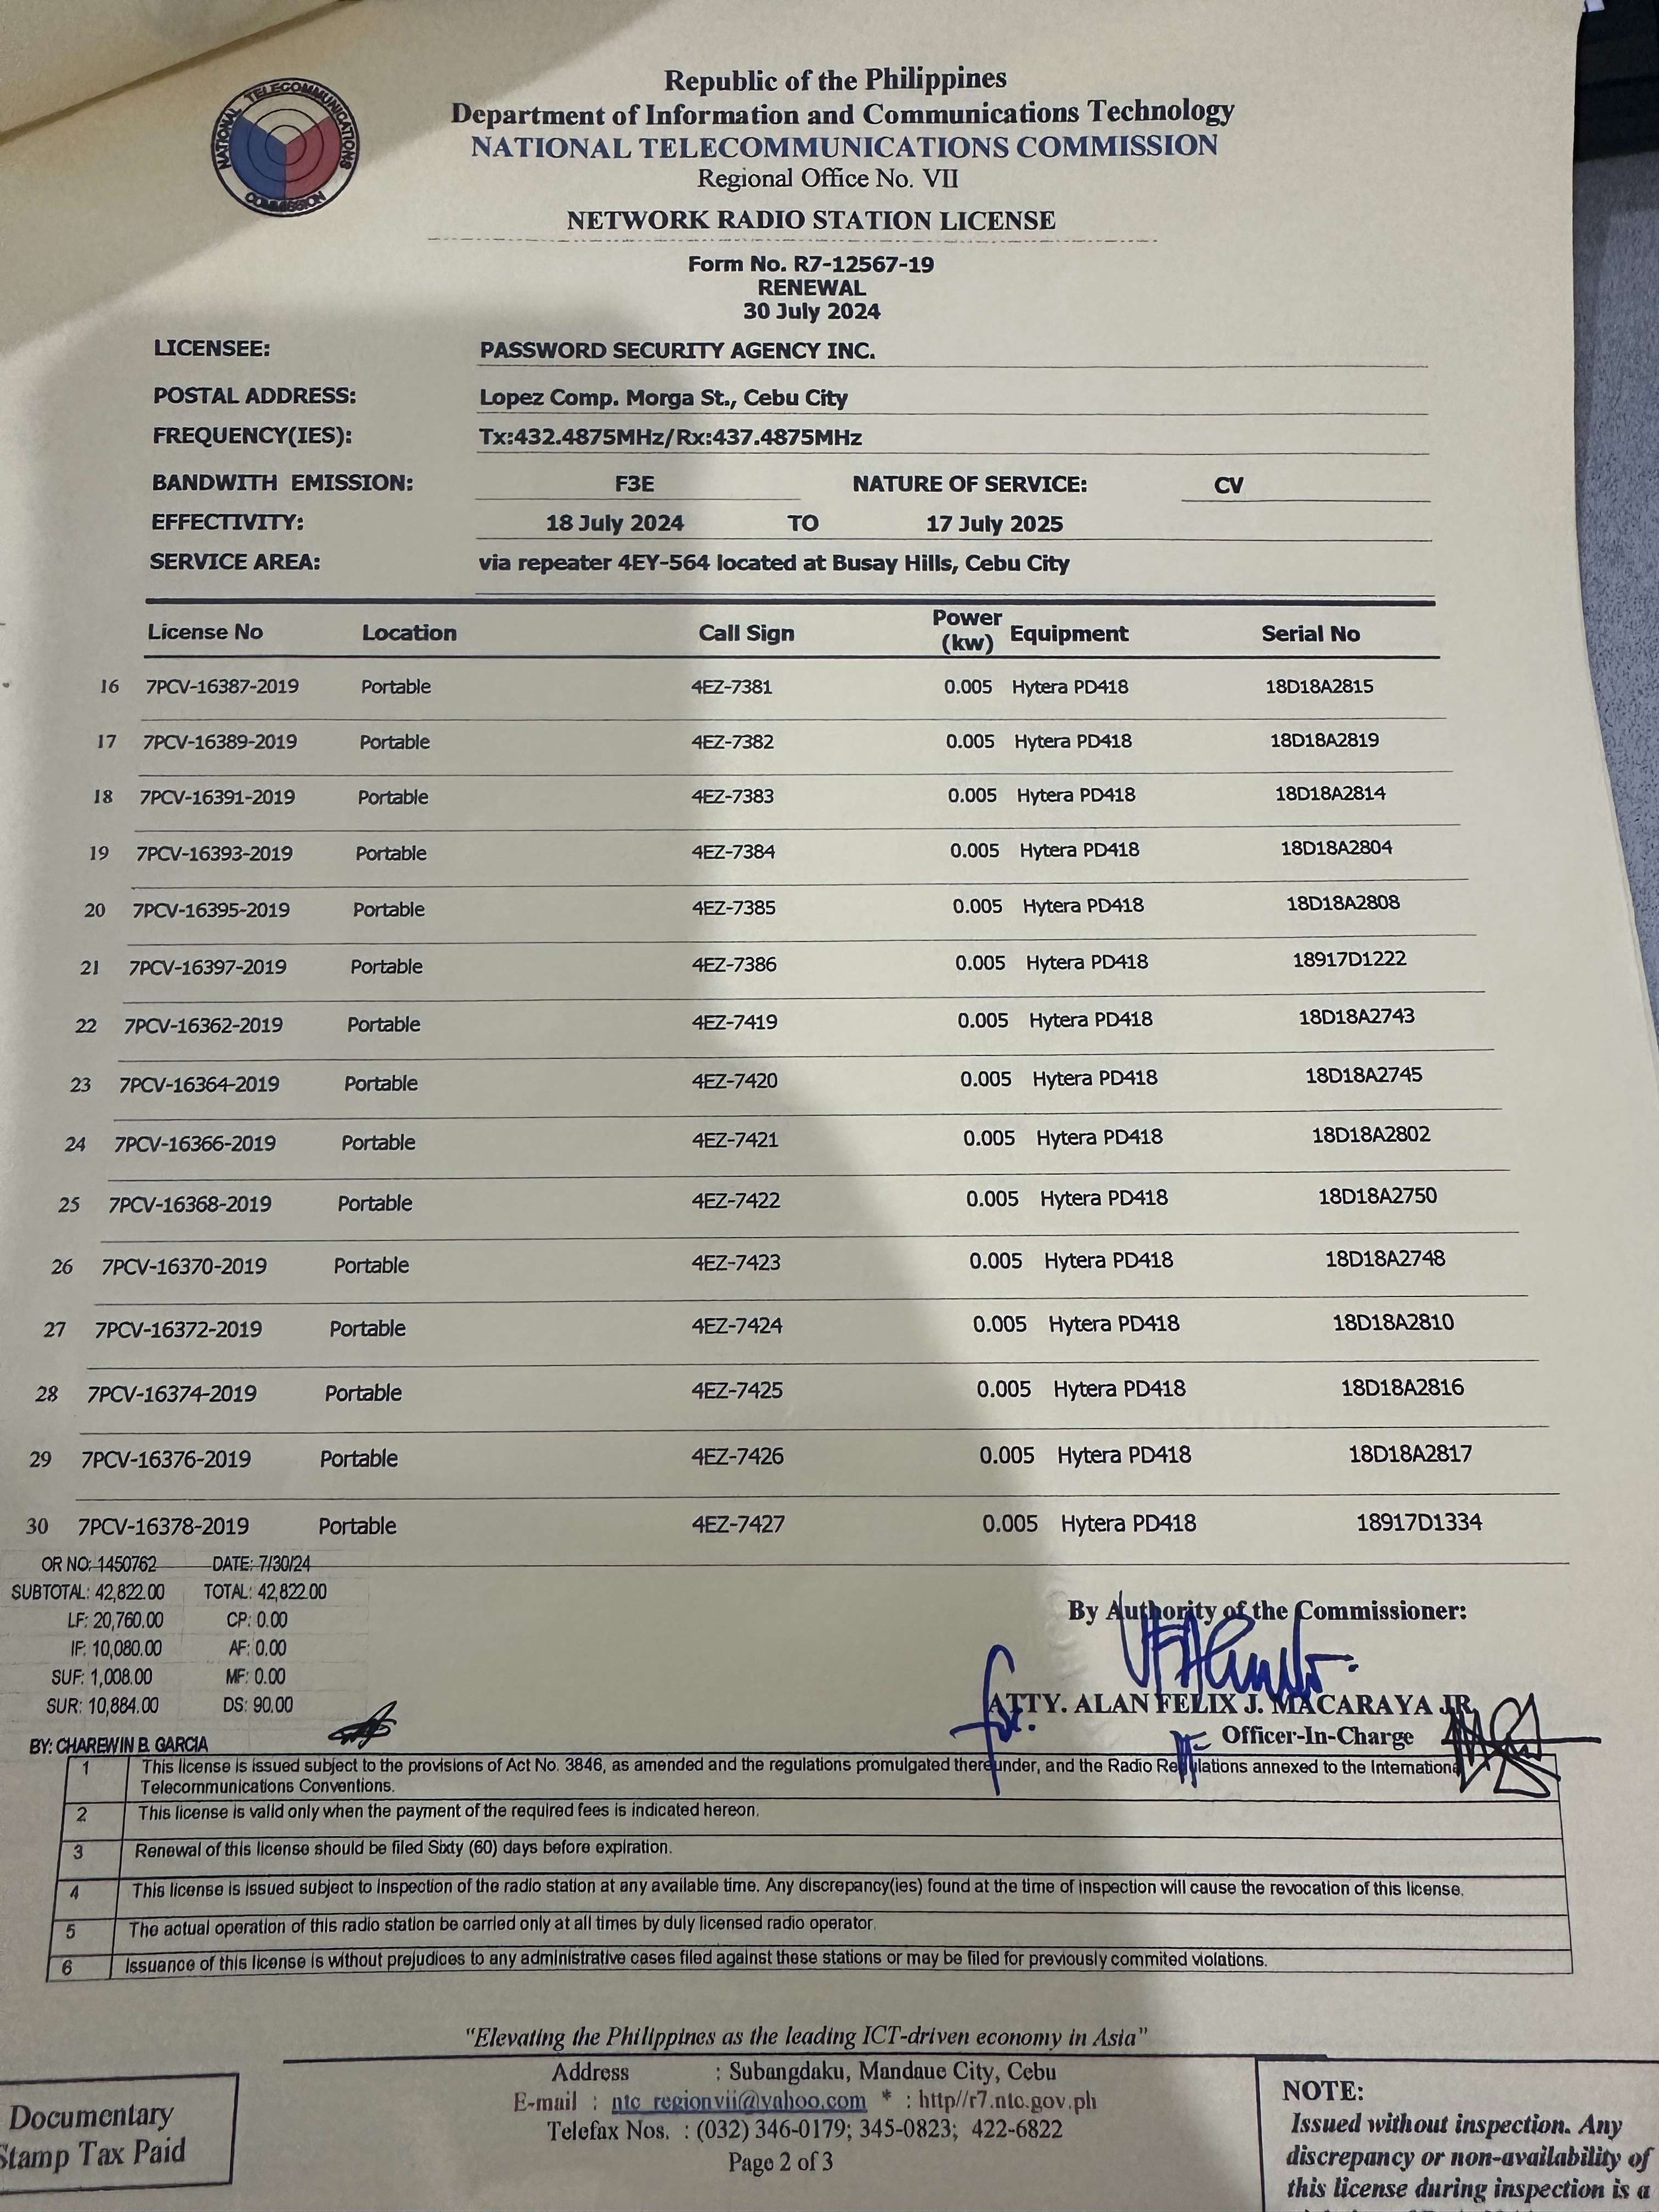 NATIONAL TELECOMMUNICATIONS COMMISSION
Republic of the Philippines
Department of Information and Communications Technology
NATIONAL TELECOMMUNICATIONS COMMISSION
Regional Office No. VII
NETWORK RADIO STATION LICENSE
Form No. R7-12567-19
RENEWAL
30 July 2024
LICENSEE: PASSWORD SECURITY AGENCY INC.
POSTAL ADDRESS: Lopez Comp. Morga St., Cebu City
FREQUENCY(IES): Tx:432.4875MHz/Rx:437.4875MHz
BANDWITH EMISSION: F3E NATURE OF SERVICE: CV
EFFECTIVITY: 18 July 2024 TO 17 July 2025
SERVICE AREA: via repeater 4EY-564 located at Busay Hills, Cebu City
License No Location Call Sign Power (kw) Equipment Serial No
16 7PCV-16387-2019 Portable 4EZ-7381 0.005 Hytera PD418 18D18A2815
17 7PCV-16389-2019 Portable 4EZ-7382 0.005 Hytera PD418 18D18A2819
18 7PCV-16391-2019 Portable 4EZ-7383 0.005 Hytera PD418 18D18A2814
19 7PCV-16393-2019 Portable 4EZ-7384 0.005 Hytera PD418 18D18A2804
20 7PCV-16395-2019 Portable 4EZ-7385 0.005 Hytera PD418 18D18A2808
21 7PCV-16397-2019 Portable 4EZ-7386 0.005 Hytera PD418 18917D1222
22 7PCV-16362-2019 Portable 4EZ-7419 0.005 Hytera PD418 18D18A2743
23 7PCV-16364-2019 Portable 4EZ-7420 0.005 Hytera PD418 18D18A2745
24 7PCV-16366-2019 Portable 4EZ-7421 0.005 Hytera PD418 18D18A2802
25 7PCV-16368-2019 Portable 4EZ-7422 0.005 Hytera PD418 18D18A2750
26 7PCV-16370-2019 Portable 4EZ-7423 0.005 Hytera PD418 18D18A2748
27 7PCV-16372-2019 Portable 4EZ-7424 0.005 Hytera PD418 18D18A2810
28 7PCV-16374-2019 Portable 4EZ-7425 0.005 Hytera PD418 18D18A2816
29 7PCV-16376-2019 Portable 4EZ-7426 0.005 Hytera PD418 18D18A2817
30 7PCV-16378-2019 Portable 4EZ-7427 0.005 Hytera PD418 18917D1334
OR NO: 1450762 DATE: 7/30/24
SUBTOTAL: 42,822.00 TOTAL: 42,822.00
LF: 20,760.00 CP: 0.00
IF: 10,080.00 AF: 0.00
SUF: 1,008.00 MF: 0.00
SUR: 10,884.00 DS: 90.00
BY: CHAREWIN B. GARCIA
By Authority of the Commissioner:
for.
ATTY. ALAN FELIX J. MACARAYA JR.
Officer-In-Charge
1 This license is issued subject to the provisions of Act No. 3846, as amended and the regulations promulgated thereunder, and the Radio Regulations annexed to the International
Telecommunications Conventions.
2 This license is valid only when the payment of the required fees is indicated hereon.
3 Renewal of this license should be filed Sixty (60) days before expiration.
4 This license is issued subject to inspection of the radio station at any available time. Any discrepancy(ies) found at the time of inspection will cause the revocation of this license.
5 The actual operation of this radio station be carried only at all times by duly licensed radio operator.
6 Issuance of this license is without prejudices to any administrative cases filed against these stations or may be filed for previously commited violations.
"Elevating the Philippines as the leading ICT-driven economy in Asia"
Address : Subangdaku, Mandaue City, Cebu
E-mail : ntc_regionvii@yahoo.com * : http//r7.ntc.gov.ph
Telefax Nos. : (032) 346-0179; 345-0823; 422-6822
Page 2 of 3
Documentary
Stamp Tax Paid
NOTE:
Issued without inspection. Any
discrepancy or non-availability of
this license during inspection is a